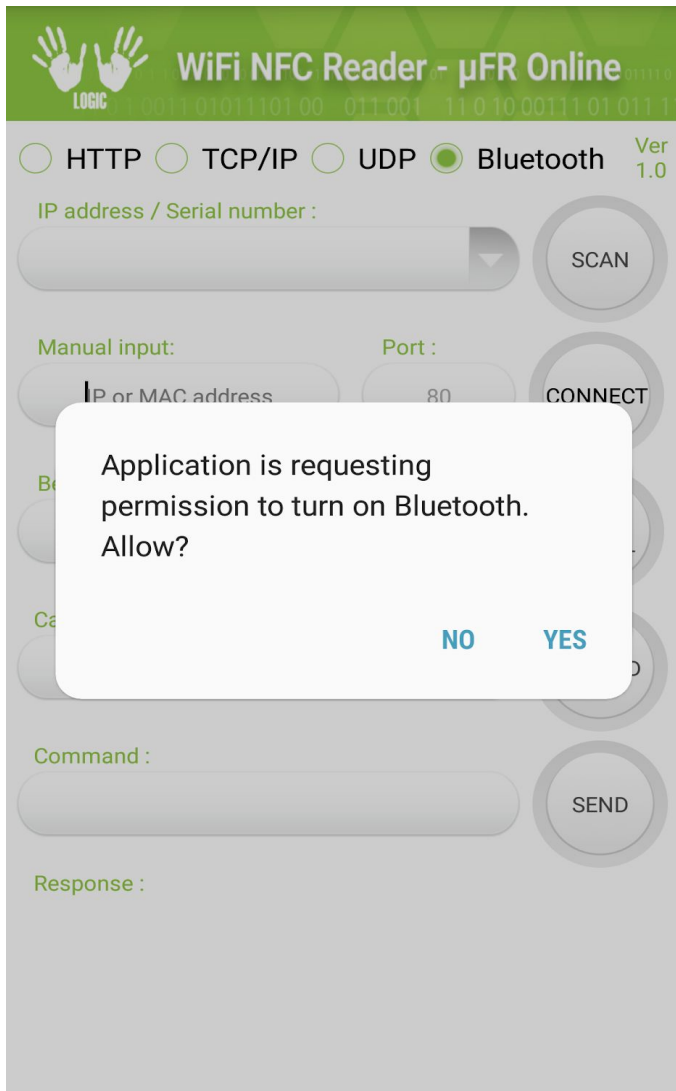 LOGIC
WiFi NFC Reader - µFR Online
HTTP TCP/IP UDP Bluetooth
Ver
1.0
IP address / Serial number :
SCAN
Manual input:
Port :
IP or MAC address
80
CONNECT
Application is requesting
permission to turn on Bluetooth.
Allow?
NO YES
Command :
SEND
Response :